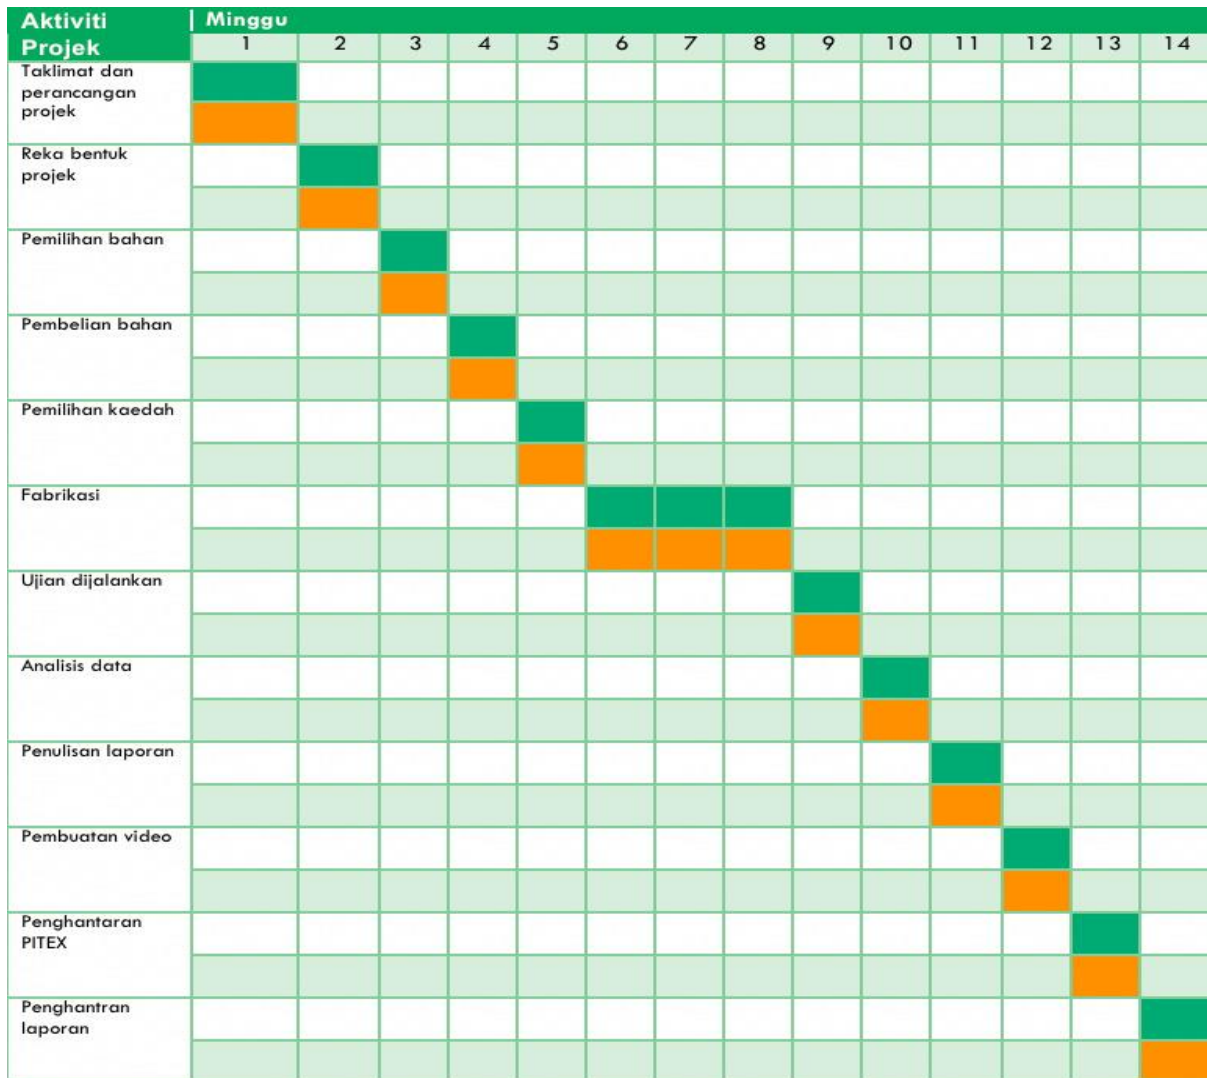 Aktiviti
Projek
Minggu
1 2 3 4 5 6 7 8 9 10 11 12 13 14
Taklimat dan
perancangan
projek
Reka bentuk
projek
Pemilihan bahan
Pembelian bahan
Pemilihan kaedah
Fabrikasi
Ujian dijalankan
Analisis data
Penulisan laporan
Pembuatan video
Penghantaran
PITEX
Penghantran
laporan